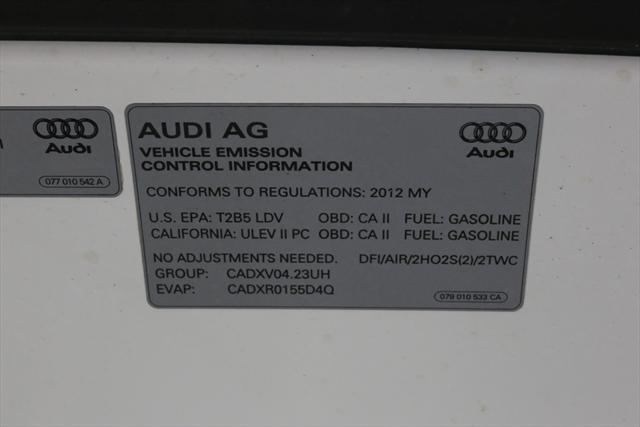 Audi
077 010 542 A
AUDI AG
Audi
VEHICLE EMISSION
CONTROL INFORMATION
CONFORMS TO REGULATIONS: 2012 MY
U.S. EPA: T2B5 LDV OBD: CA II FUEL: GASOLINE
CALIFORNIA: ULEV II PC OBD: CA II FUEL: GASOLINE
NO ADJUSTMENTS NEEDED. DFI/AIR/2HO2S(2)/2TWC
GROUP: CADXV04.23UH
EVAP: CADXR0155D4Q
079 010 533 CA